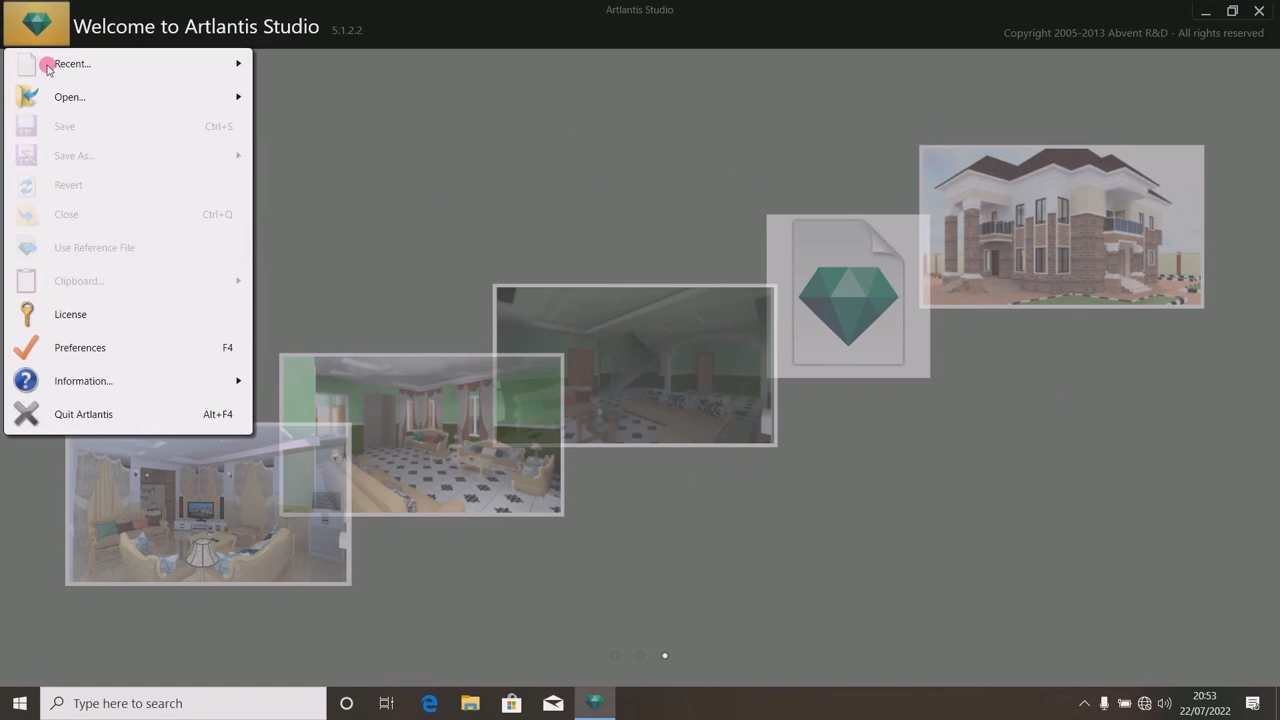 Artlantis Studio
Welcome to Artlantis Studio 5.1.2.2
Copyright 2005-2013 Abvent R&D - All rights reserved
Recent...
Open...
Save Ctrl+S
Save As...
Revert
Close Ctrl+Q
Use Reference File
Clipboard...
License
Preferences F4
Information...
Quit Artlantis Alt+F4
Type here to search
20:53
22/07/2022